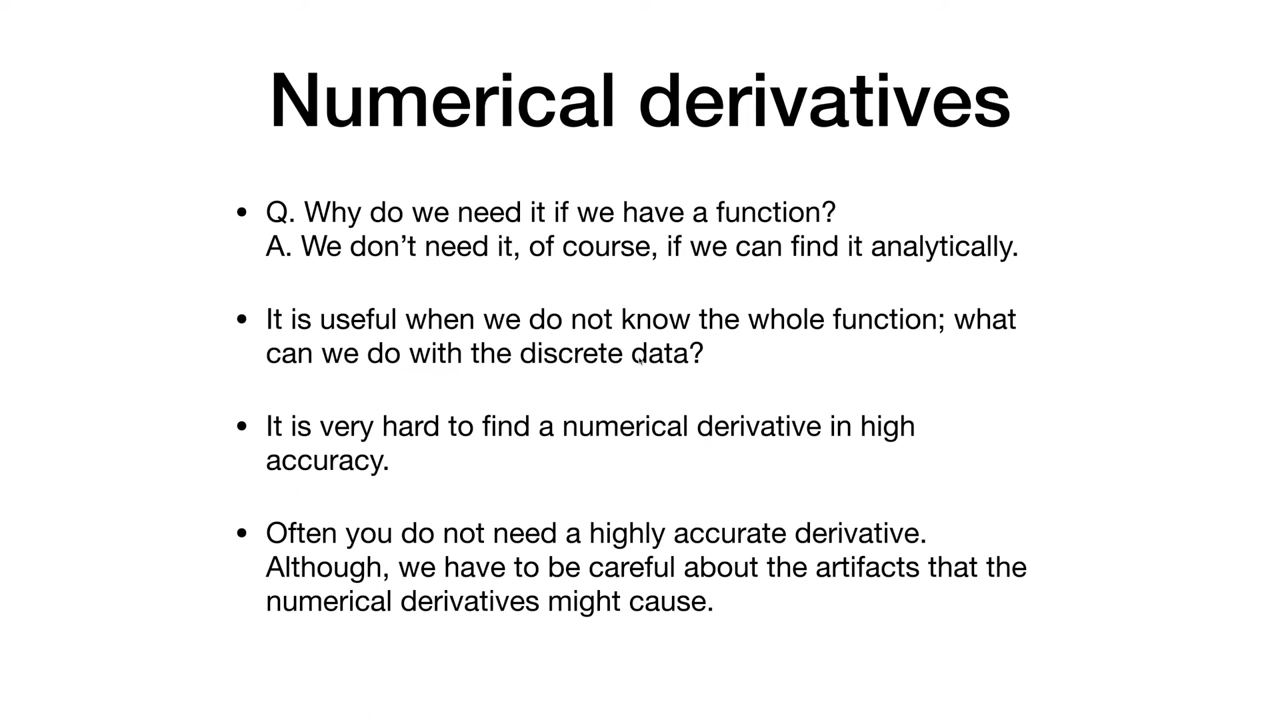 Numerical derivatives
• Q. Why do we need it if we have a function?
A. We don’t need it, of course, if we can find it analytically.
• It is useful when we do not know the whole function; what
can we do with the discrete data?
• It is very hard to find a numerical derivative in high
accuracy.
• Often you do not need a highly accurate derivative.
Although, we have to be careful about the artifacts that the
numerical derivatives might cause.